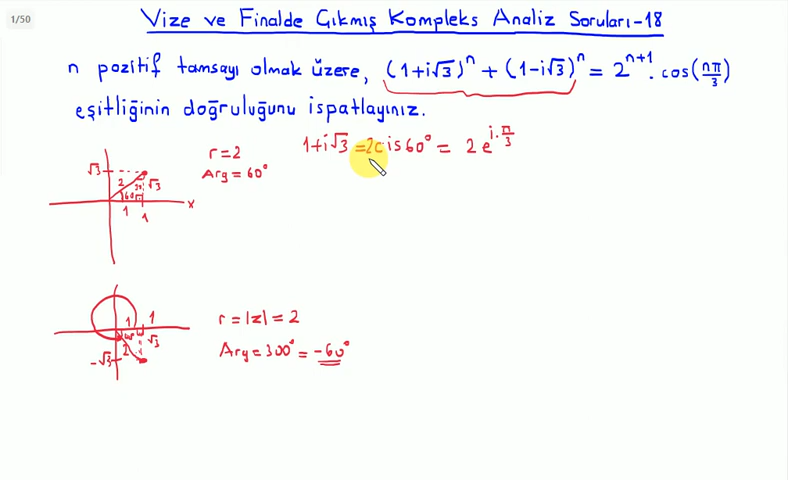 1/50
Vize ve Finalde Çıkmış Kompleks Analiz Soruları-18
n pozitif tamsayı olmak üzere, (1+i√3)ⁿ + (1-i√3)ⁿ = 2ⁿ⁺¹. cos(nπ/3)
eşitliğinin doğruluğunu ispatlayınız.
1+i√3 = 2cis60° = 2e^(i.π/3)
r=2
Arg=60°
√3
2
√3
60
x
1
1
1
1
r=|z|=2
√3
2
-√3
Arg=300°=-60°